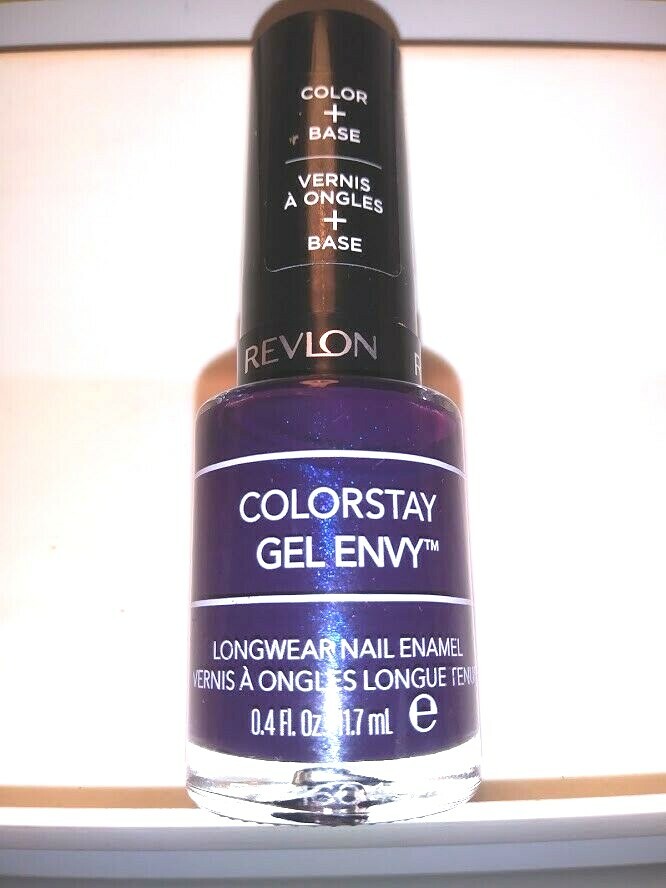 COLOR
+
BASE
VERNIS
À ONGLES
+
BASE
REVLON R
COLORSTAY
GEL ENVY™
LONGWEAR NAIL ENAMEL
VERNIS À ONGLES LONGUE TENU
0.4 Fl. Oz. 11.7 mL e